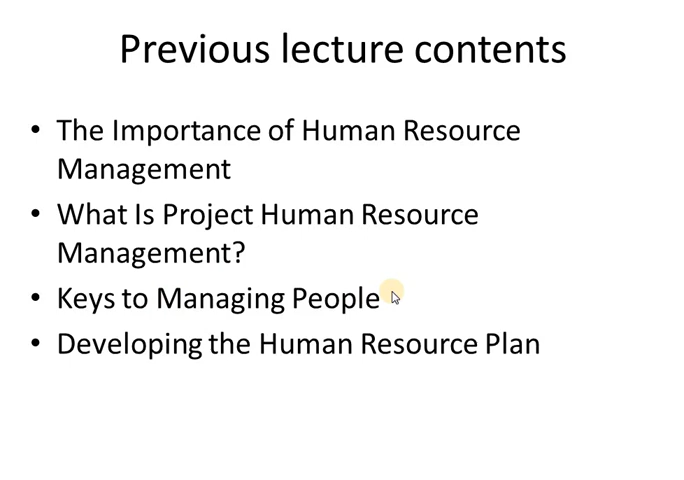 Previous lecture contents
• The Importance of Human Resource
Management
• What Is Project Human Resource
Management?
• Keys to Managing People
• Developing the Human Resource Plan